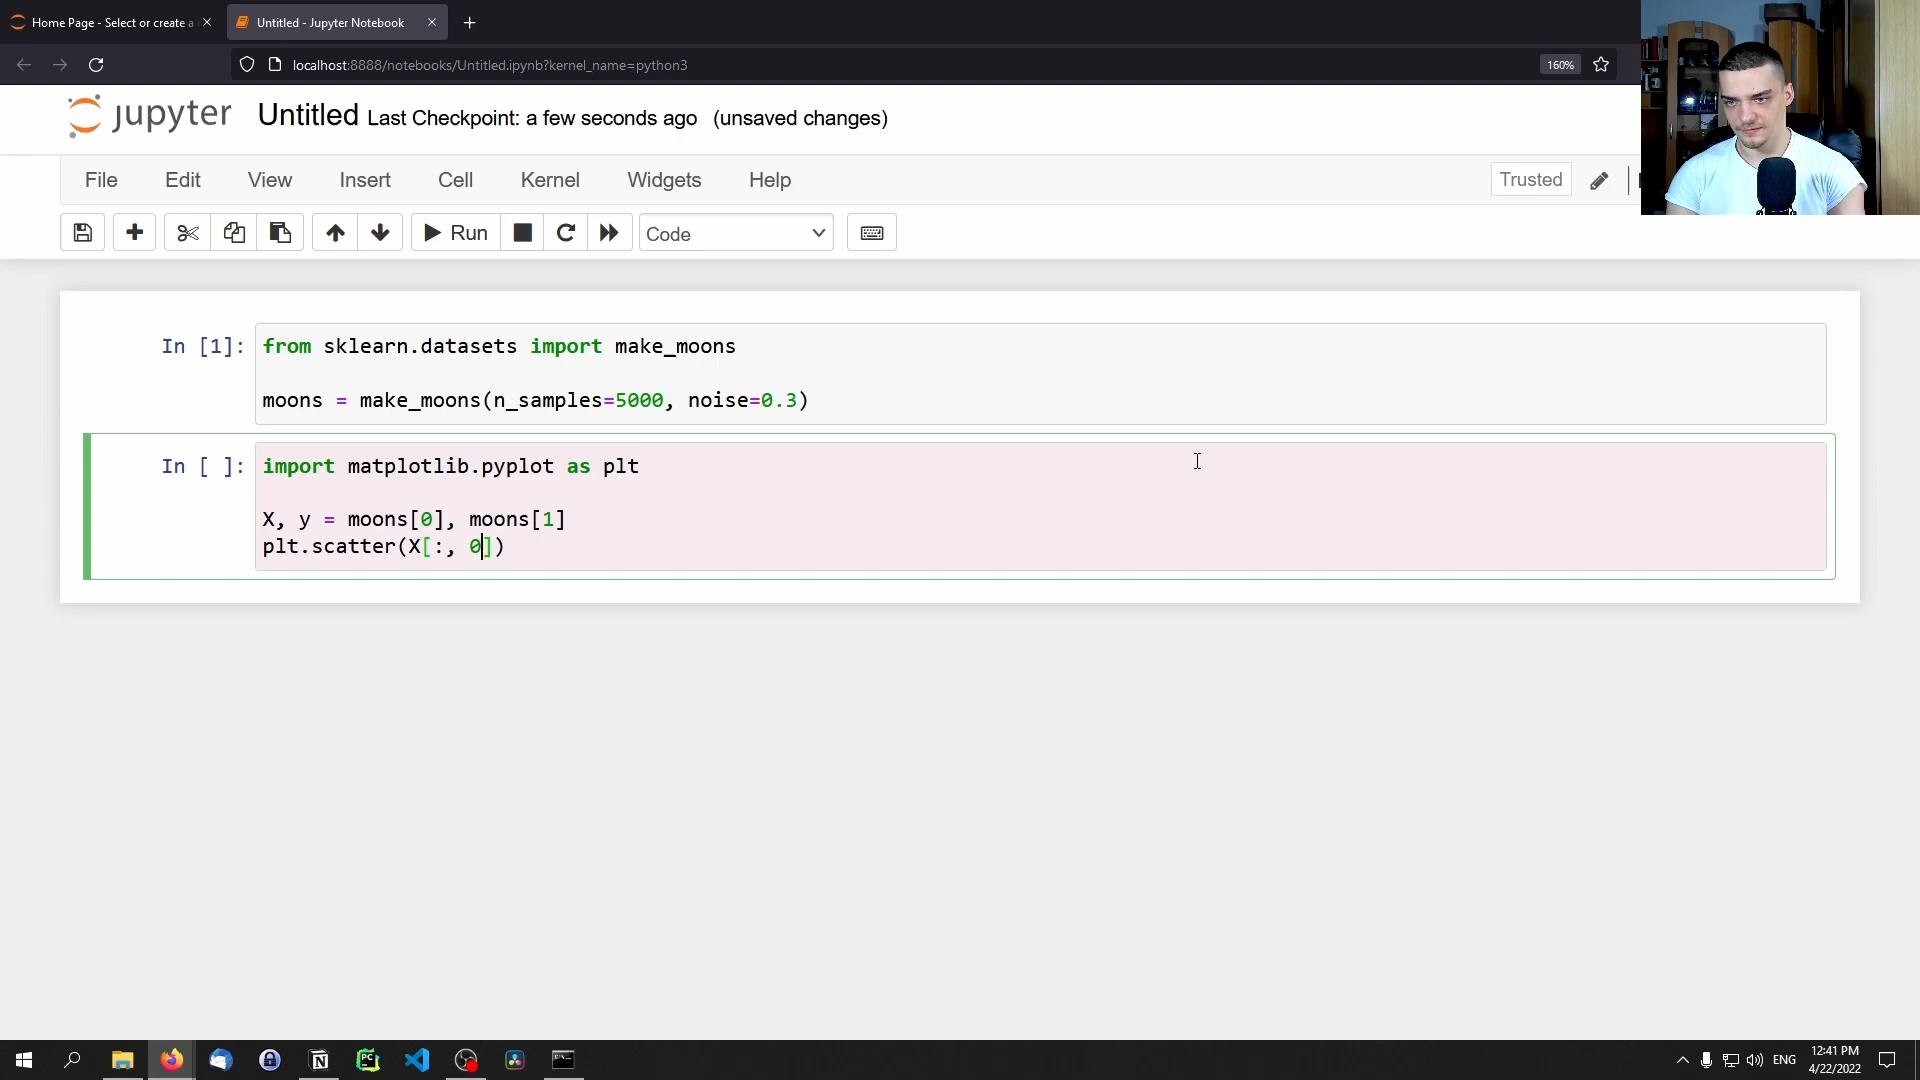 Home Page - Select or create a
Untitled - Jupyter Notebook
localhost:8888/notebooks/Untitled.ipynb?kernel_name=python3
160%
jupyter
Untitled Last Checkpoint: a few seconds ago (unsaved changes)
File Edit View Insert Cell Kernel Widgets Help
Trusted
Run
Code
In [1]:
from sklearn.datasets import make_moons
moons = make_moons(n_samples=5000, noise=0.3)
In [ ]:
import matplotlib.pyplot as plt
X, y = moons[0], moons[1]
plt.scatter(X[:, 0])
PC
ENG
12:41 PM
4/22/2022